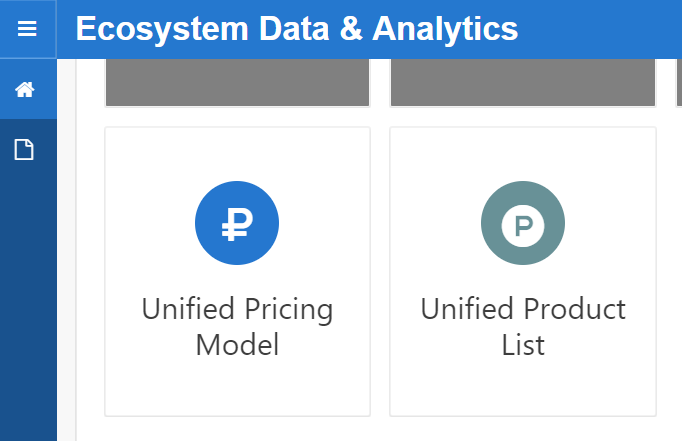 Ecosystem Data & Analytics
₽
Unified Pricing
Model
P
Unified Product
List